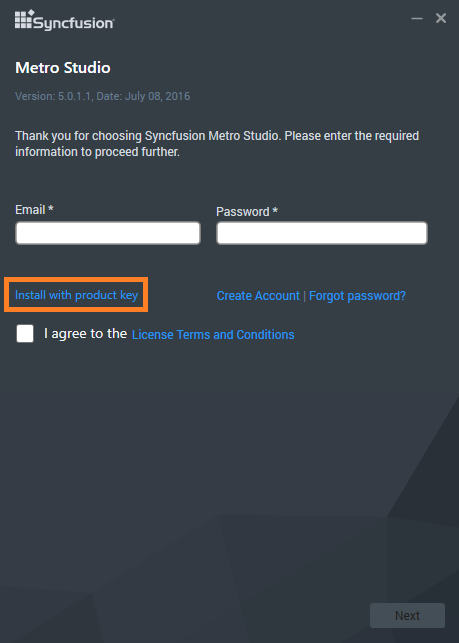 Syncfusion
Metro Studio
Version: 5.0.1.1, Date: July 08, 2016
Thank you for choosing Syncfusion Metro Studio. Please enter the required
information to proceed further.
Email *
Password *
Install with product key
Create Account | Forgot password?
I agree to the License Terms and Conditions
Next